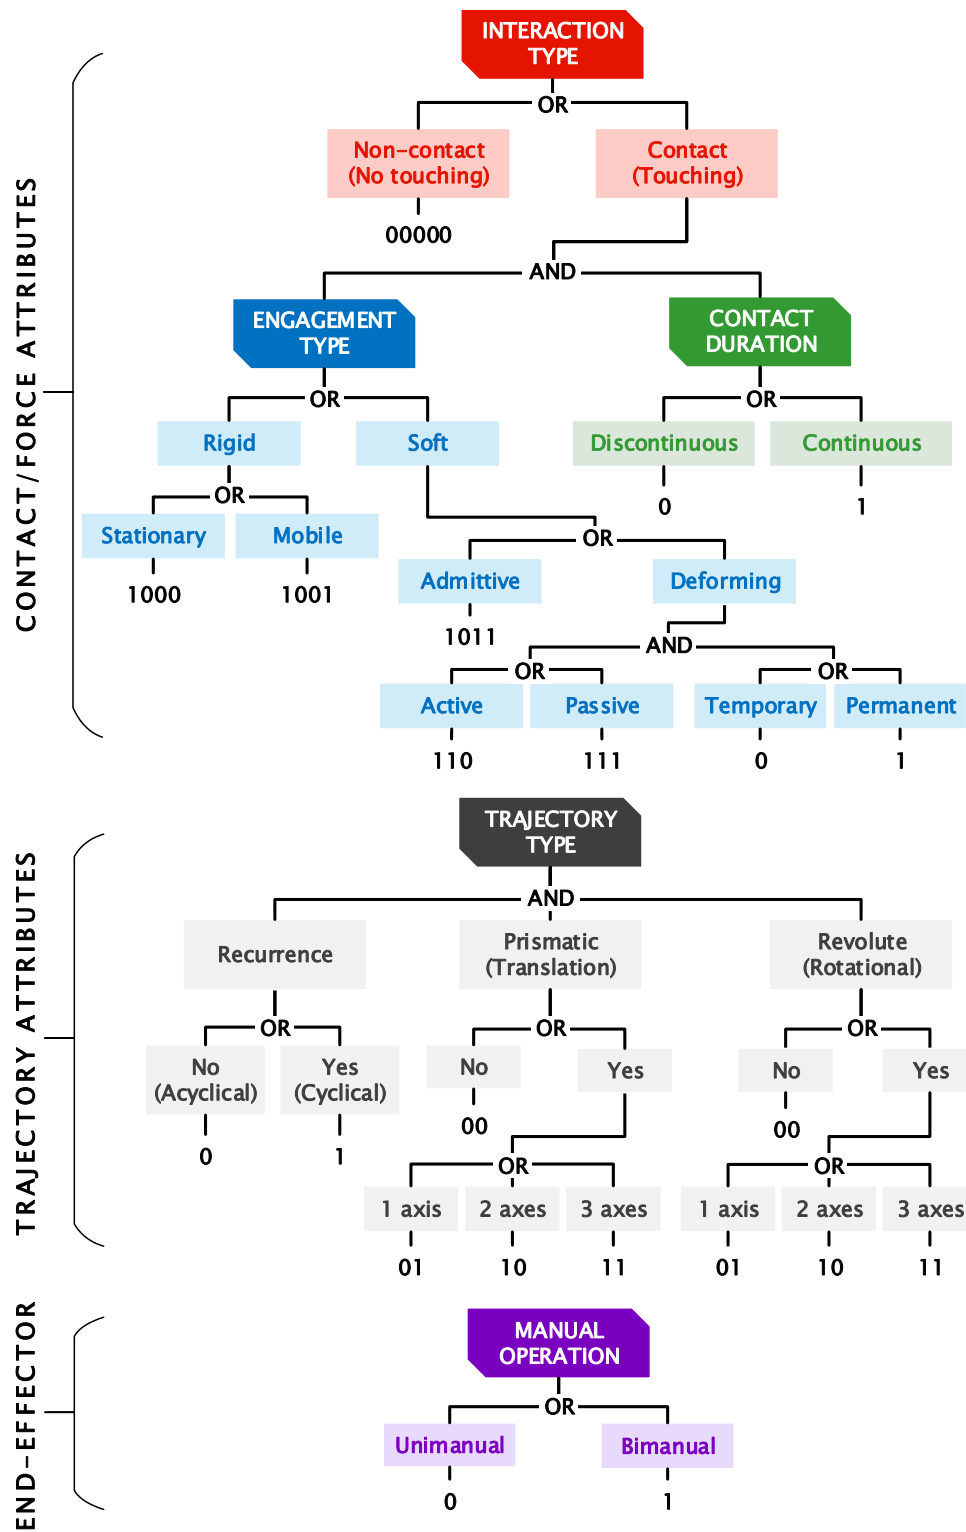 INTERACTION
TYPE
OR
Non-contact
(No touching)
Contact
(Touching)
00000
AND
ENGAGEMENT
TYPE
CONTACT
DURATION
OR
OR
Rigid
Soft
Discontinuous
Continuous
OR
0
1
Stationary
Mobile
OR
1000
1001
Admittive
Deforming
1011
AND
OR
OR
Active
Passive
Temporary
Permanent
110
111
0
1
CONTACT/FORCE ATTRIBUTES
TRAJECTORY
TYPE
AND
Recurrence
Prismatic
(Translation)
Revolute
(Rotational)
OR
OR
OR
No
(Acyclical)
Yes
(Cyclical)
No
Yes
No
Yes
0
1
00
00
OR
OR
1 axis
2 axes
3 axes
1 axis
2 axes
3 axes
01
10
11
01
10
11
TRAJECTORY ATTRIBUTES
MANUAL
OPERATION
OR
Unimanual
Bimanual
0
1
END-EFFECTOR